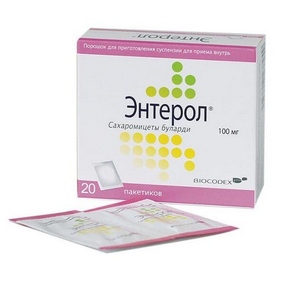 Порошок для приготовления суспензии для приема внутрь
Энтерол®
Сахаромицеты буларди
100 мг
20
пакетиков
BIOCODEX